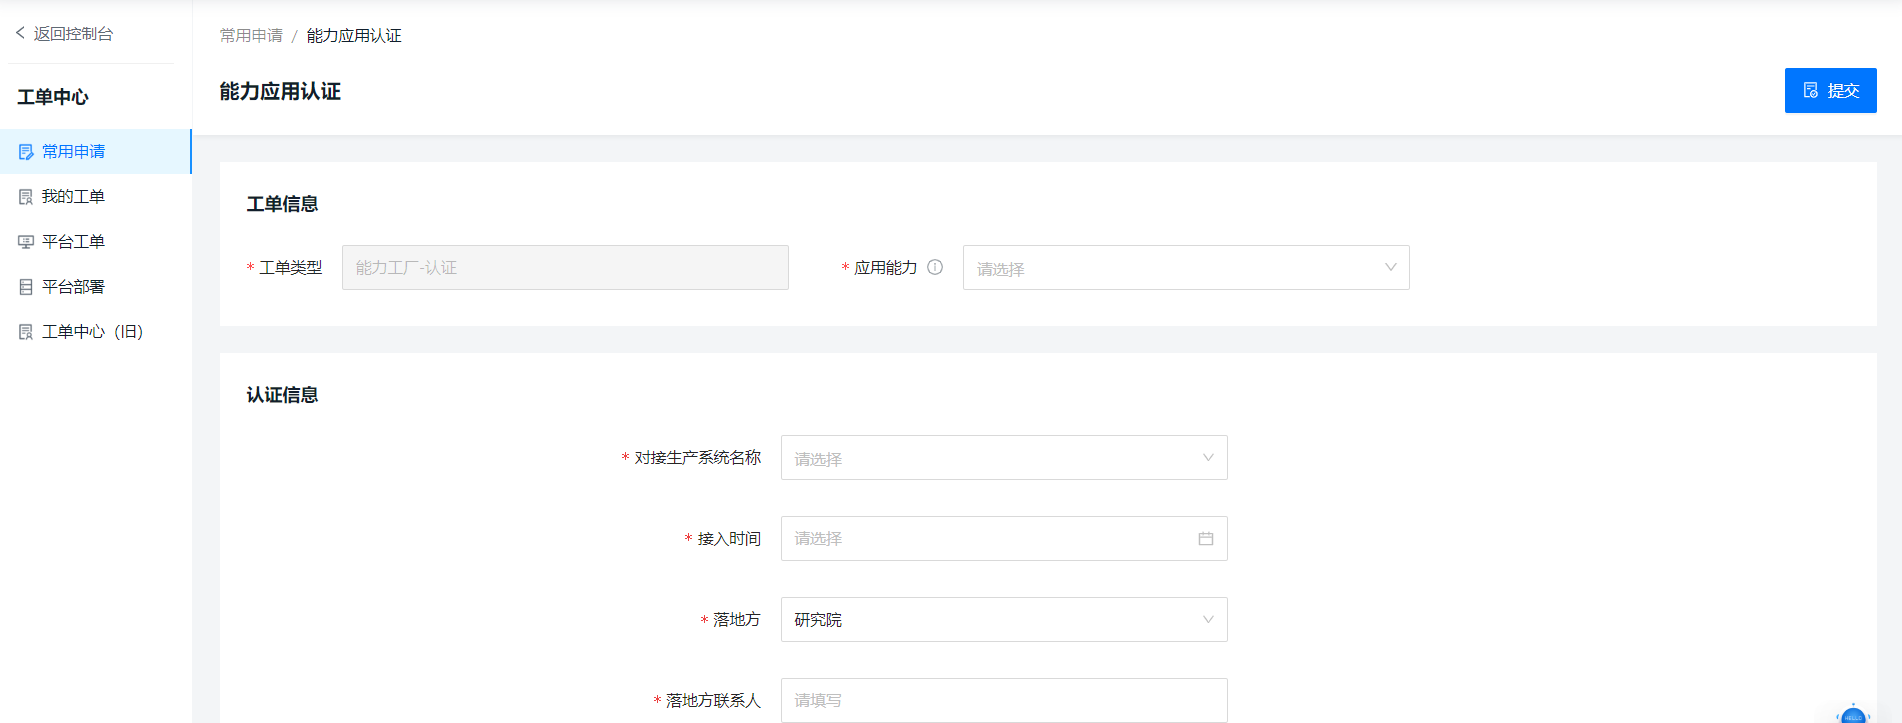 返回控制台
工单中心
常用申请
我的工单
平台工单
平台部署
工单中心（旧）
常用申请 / 能力应用认证
能力应用认证
提交
工单信息
* 工单类型 能力工厂-认证 * 应用能力 请选择
认证信息
* 对接生产系统名称 请选择
* 接入时间 请选择
* 落地方 研究院
* 落地方联系人 请填写
HELLO